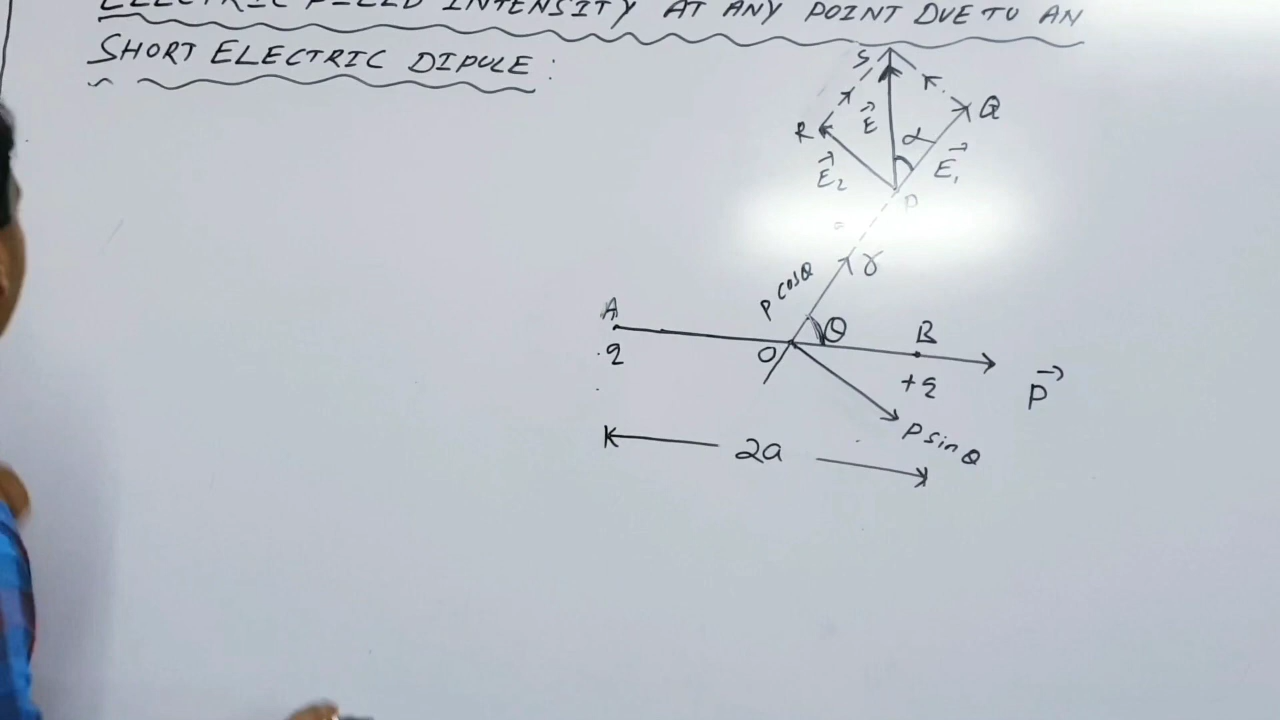 ELECTRIC FIELD INTENSITY AT ANY POINT DUE TO AN
SHORT ELECTRIC DIPOLE :
S
R
Q
E
α
E₂
E₁
P
r
P cosθ
A
θ
B
q
O
+q
P
P sinθ
2a